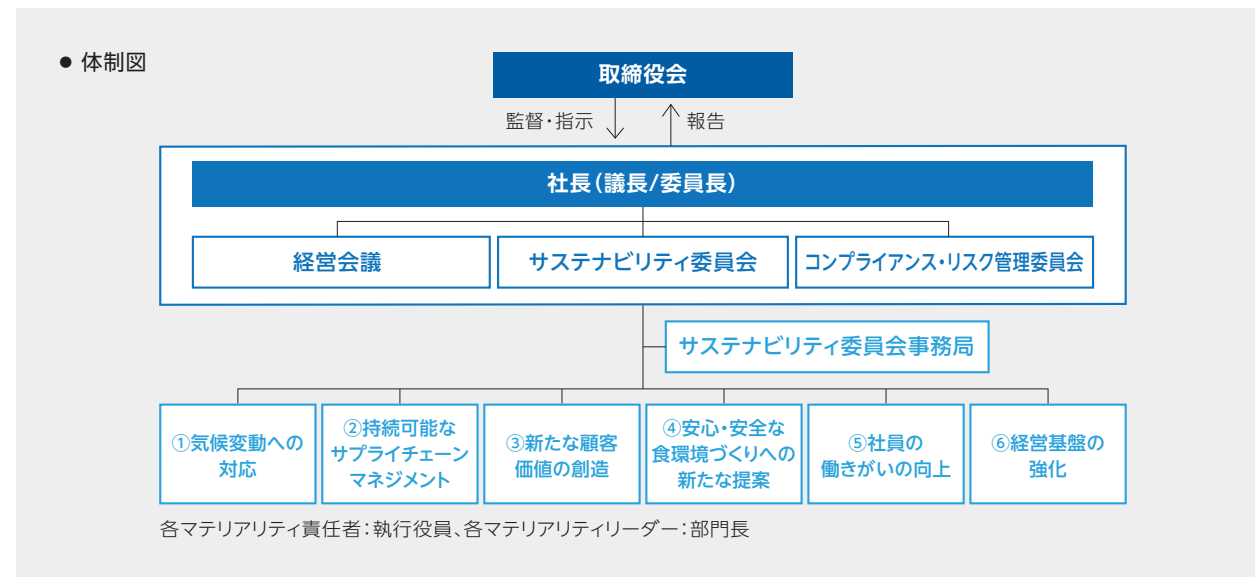 ● 体制図
取締役会
監督・指示
報告
社長（議長/委員長）
経営会議
サステナビリティ委員会
コンプライアンス・リスク管理委員会
サステナビリティ委員会事務局
①気候変動への
対応
②持続可能な
サプライチェーン
マネジメント
③新たな顧客
価値の創造
④安心・安全な
食環境づくりへの
新たな提案
⑤社員の
働きがいの向上
⑥経営基盤の
強化
各マテリアリティ責任者：執行役員、各マテリアリティリーダー：部門長